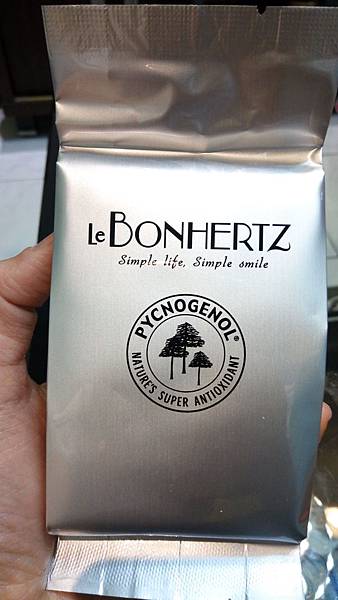 Le BONHERTZ
Simple life, Simple smile
PYCNOGENOL®
NATURE'S SUPER ANTIOXIDANT